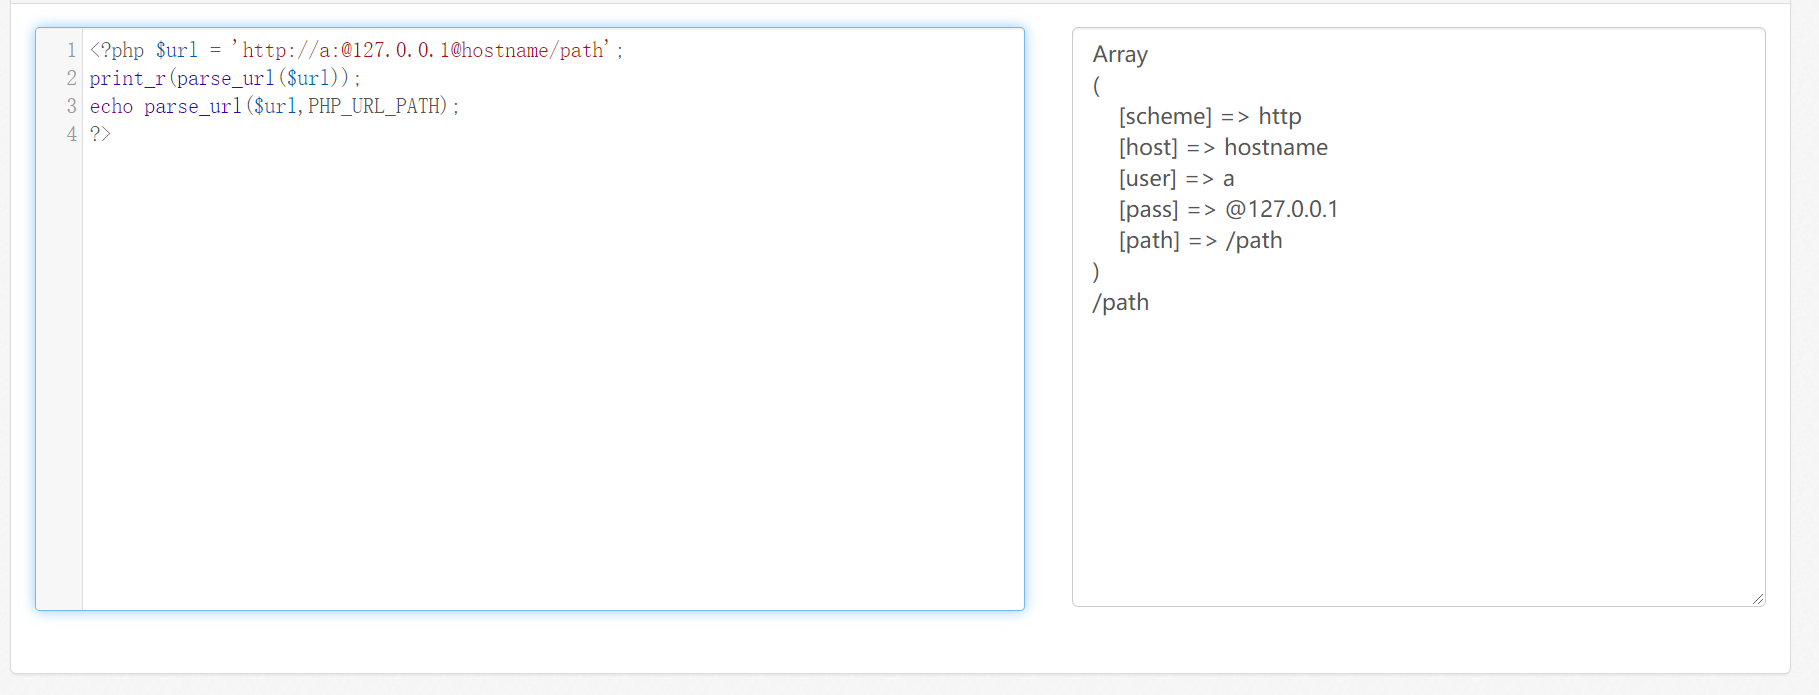 1 <?php $url = 'http://a:@127.0.0.1@hostname/path';
2 print_r(parse_url($url));
3 echo parse_url($url,PHP_URL_PATH);
4 ?>
Array
(
[scheme] => http
[host] => hostname
[user] => a
[pass] => @127.0.0.1
[path] => /path
)
/path